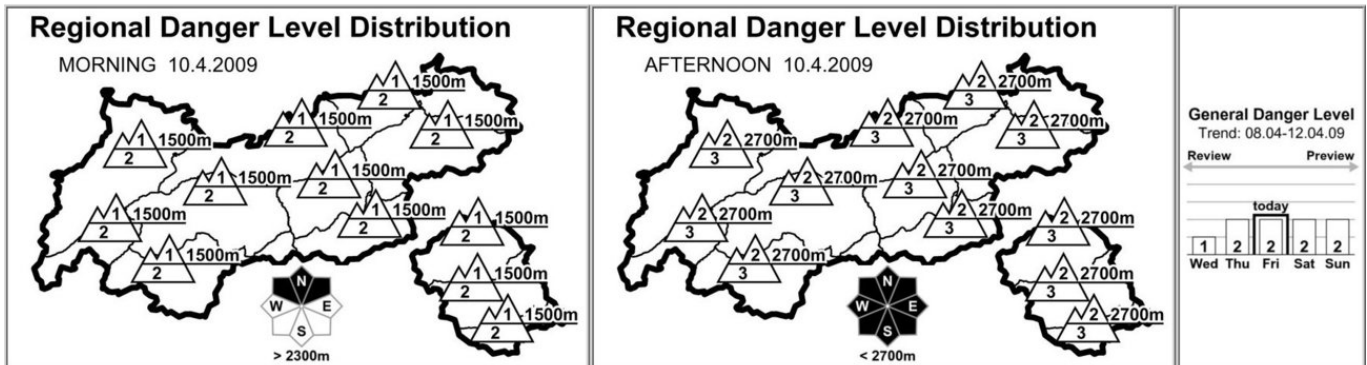 Regional Danger Level Distribution
MORNING 10.4.2009
1 1500m
2
1 1500m
2
1 1500m
2
1 1500m
2
1 1500m
2
1 1500m
2
1 1500m
2
1 1500m
2
1 1500m
2
1 1500m
2
1 1500m
2
1 1500m
2
N
W E
S
> 2300m
Regional Danger Level Distribution
AFTERNOON 10.4.2009
2 2700m
3
2 2700m
3
2 2700m
3
2 2700m
3
2 2700m
3
2 2700m
3
2 2700m
3
2 2700m
3
2 2700m
3
2 2700m
3
2 2700m
3
2 2700m
3
N
W E
S
< 2700m
General Danger Level
Trend: 08.04-12.04.09
Review Preview
today
1 2 2 2 2
Wed Thu Fri Sat Sun